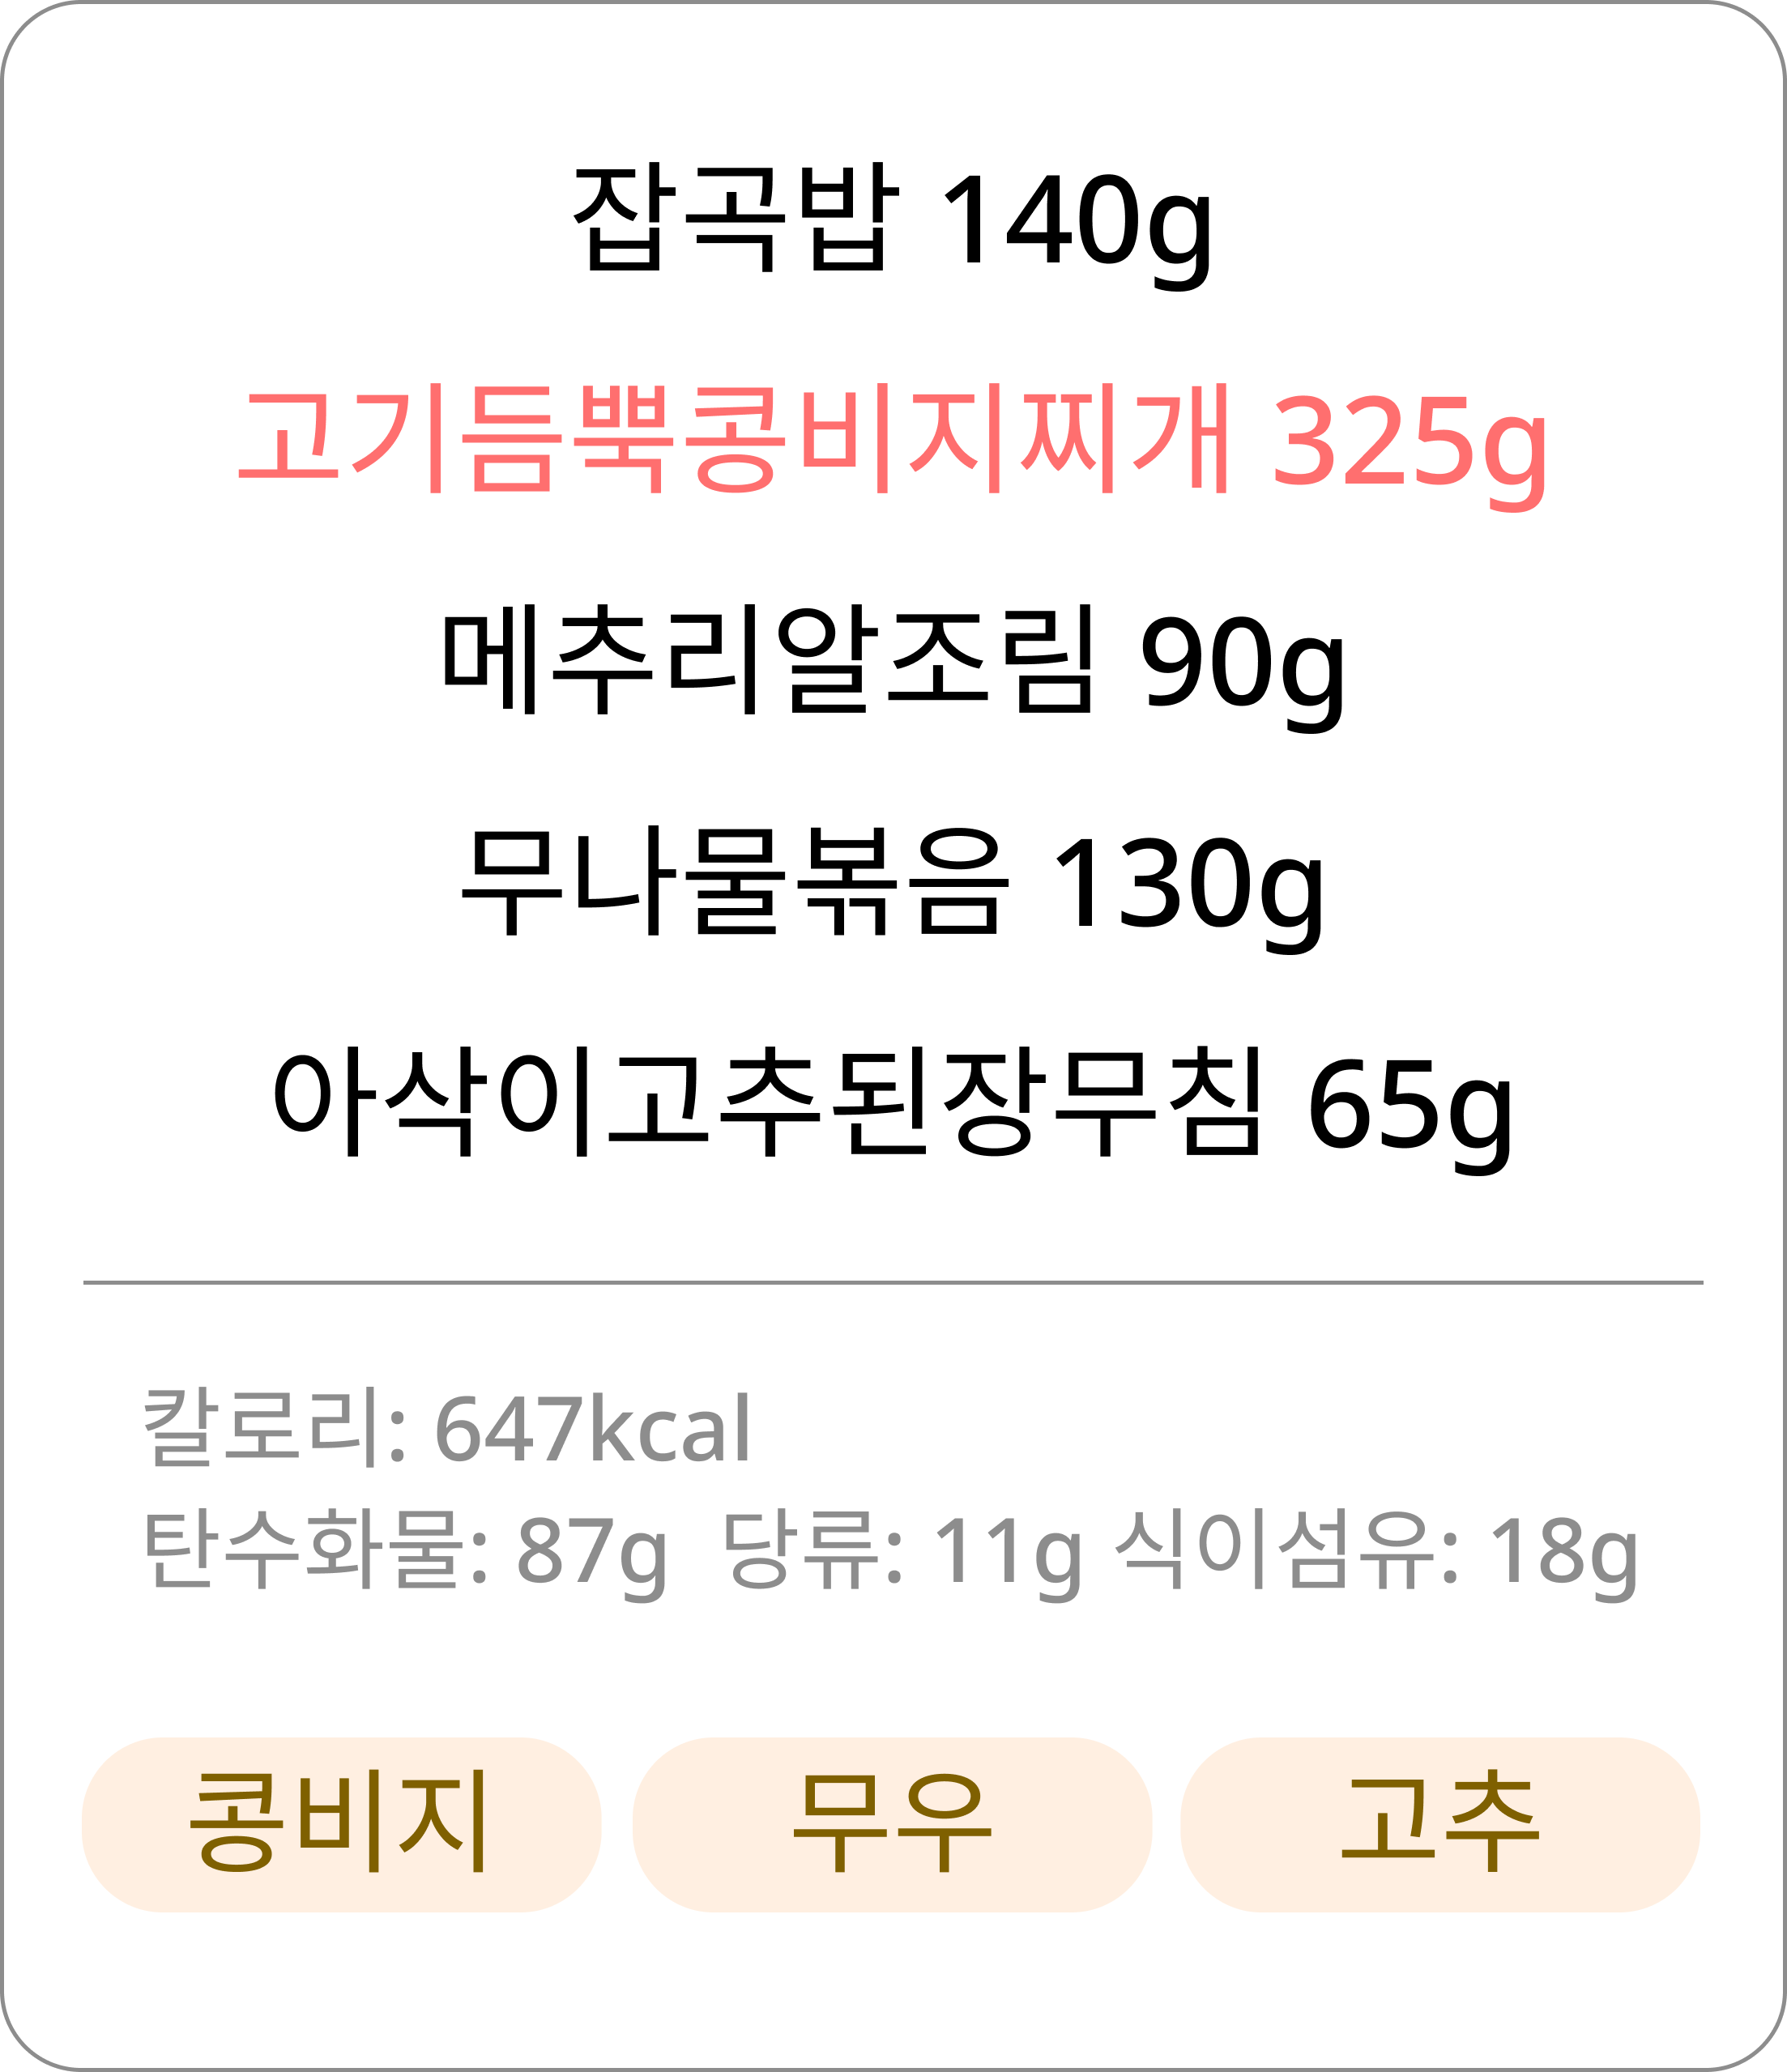 잡곡밥 140g
고기듬뿍콩비지찌개 325g
메추리알조림 90g
무나물볶음 130g
아삭이고추된장무침 65g
칼로리: 647kcal
탄수화물: 87g 당류: 11g 식이섬유: 18g
콩비지 무우 고추